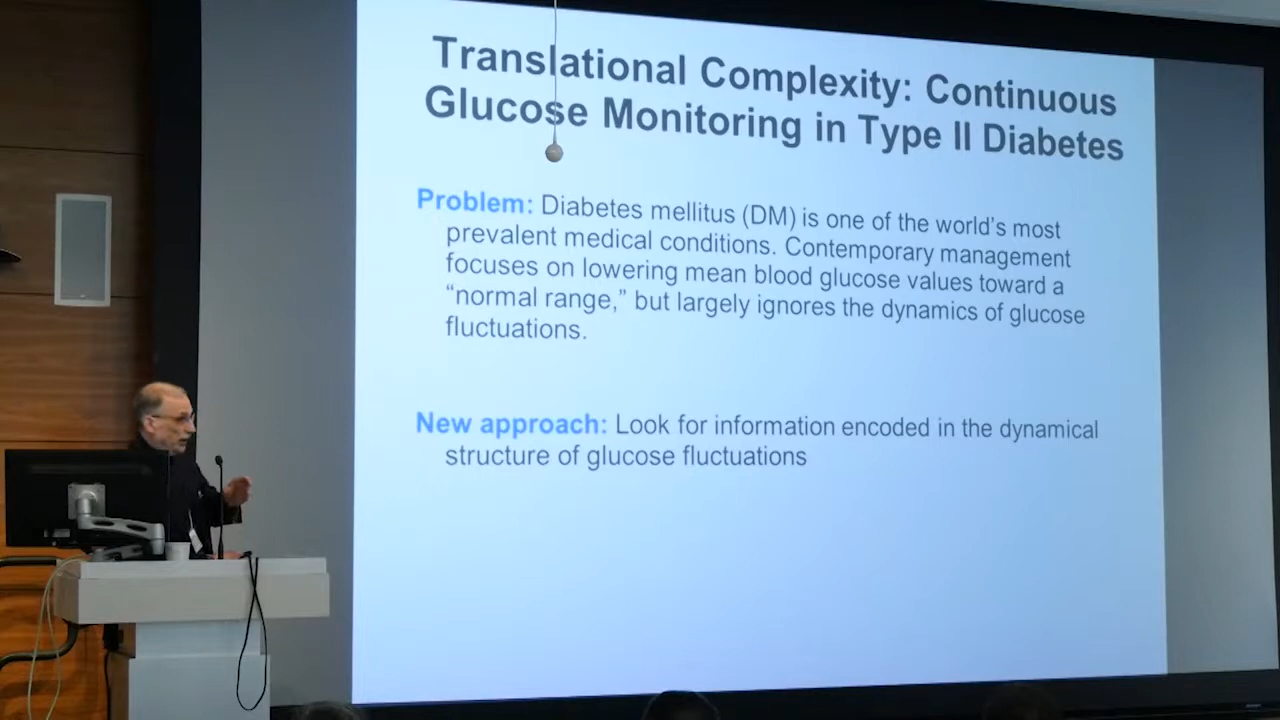 Translational Complexity: Continuous
Glucose Monitoring in Type II Diabetes
Problem: Diabetes mellitus (DM) is one of the world's most
prevalent medical conditions. Contemporary management
focuses on lowering mean blood glucose values toward a
“normal range,” but largely ignores the dynamics of glucose
fluctuations.
New approach: Look for information encoded in the dynamical
structure of glucose fluctuations